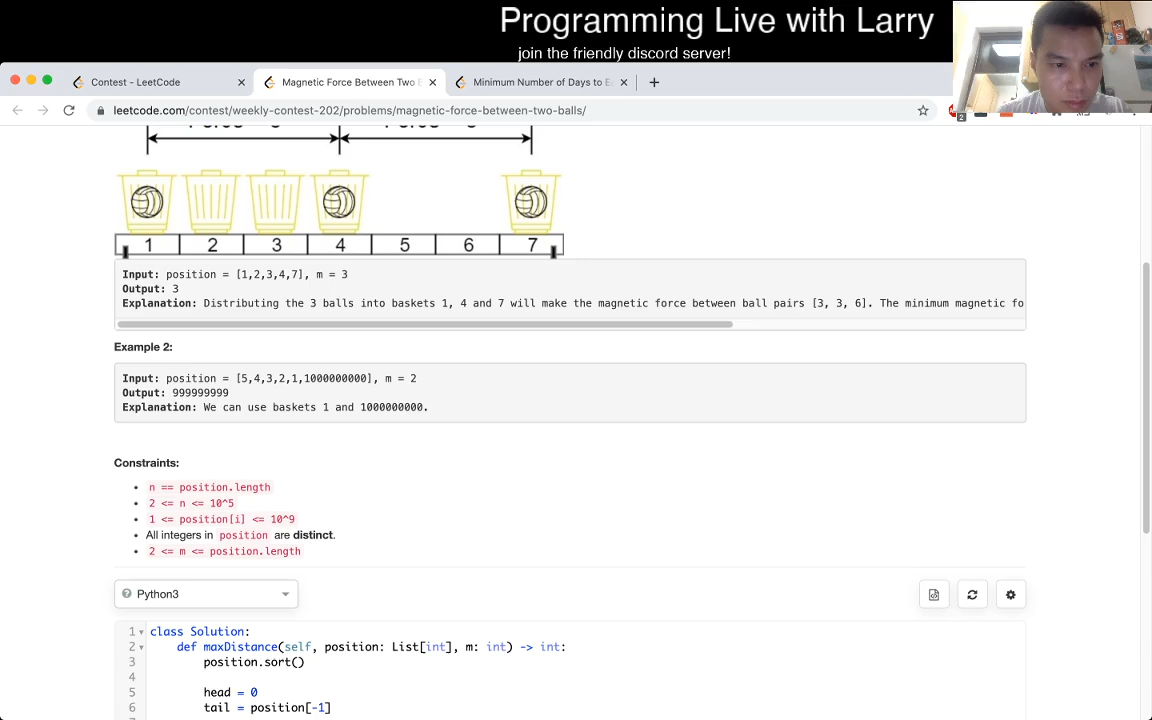 Programming Live with Larry
join the friendly discord server!
Contest - LeetCode
Magnetic Force Between Two
Minimum Number of Days to
leetcode.com/contest/weekly-contest-202/problems/magnetic-force-between-two-balls/
2
1 2 3 4 5 6 7
Input: position = [1,2,3,4,7], m = 3
Output: 3
Explanation: Distributing the 3 balls into baskets 1, 4 and 7 will make the magnetic force between ball pairs [3, 3, 6]. The minimum magnetic fo
Example 2:
Input: position = [5,4,3,2,1,1000000000], m = 2
Output: 999999999
Explanation: We can use baskets 1 and 1000000000.
Constraints:
n == position.length
2 <= n <= 10^5
1 <= position[i] <= 10^9
All integers in position are distinct.
2 <= m <= position.length
Python3
1 class Solution:
2 def maxDistance(self, position: List[int], m: int) -> int:
3 position.sort()
4
5 head = 0
6 tail = position[-1]